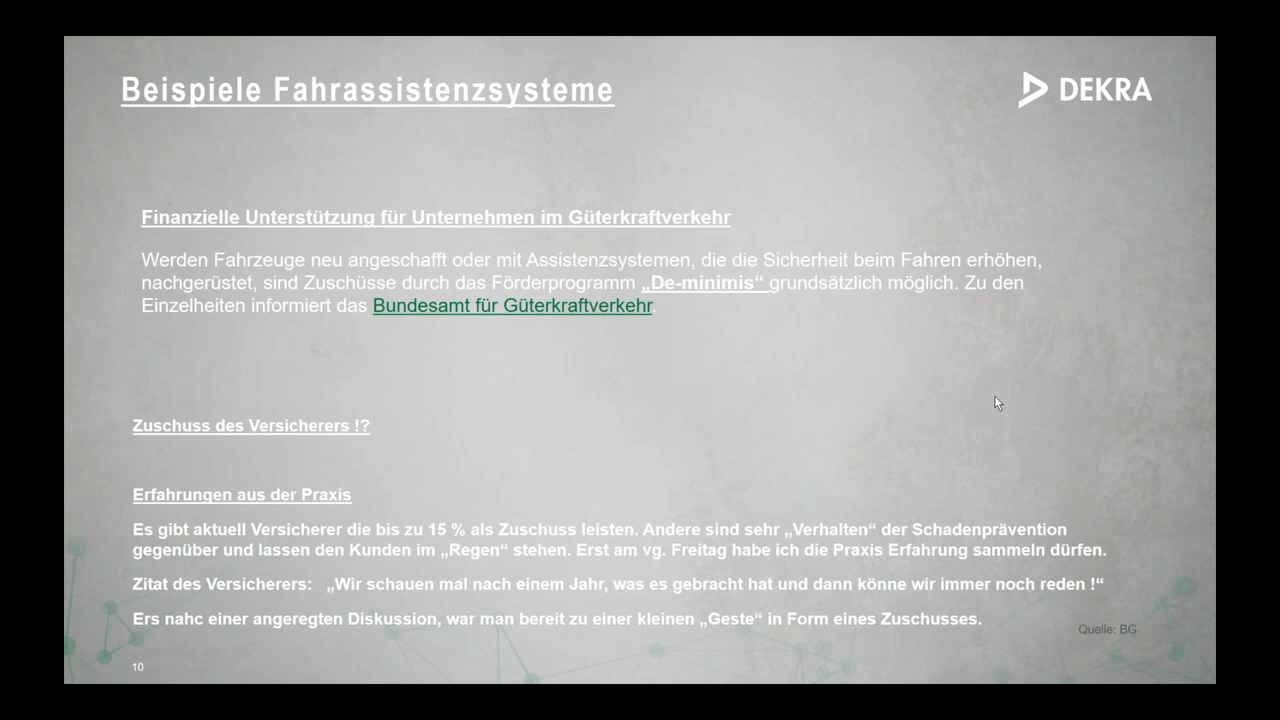 Beispiele Fahrassistenzsysteme
DEKRA
Finanzielle Unterstützung für Unternehmen im Güterkraftverkehr
Werden Fahrzeuge neu angeschafft oder mit Assistenzsystemen, die die Sicherheit beim Fahren erhöhen,
nachgerüstet, sind Zuschüsse durch das Förderprogramm „De-minimis“ grundsätzlich möglich. Zu den
Einzelheiten informiert das Bundesamt für Güterkraftverkehr.
Zuschuss des Versicherers !?
Erfahrungen aus der Praxis
Es gibt aktuell Versicherer die bis zu 15 % als Zuschuss leisten. Andere sind sehr „Verhalten“ der Schadenprävention
gegenüber und lassen den Kunden im „Regen“ stehen. Erst am vg. Freitag habe ich die Praxis Erfahrung sammeln dürfen.
Zitat des Versicherers: „Wir schauen mal nach einem Jahr, was es gebracht hat und dann könne wir immer noch reden !“
Ers nahc einer angeregten Diskussion, war man bereit zu einer kleinen „Geste“ in Form eines Zuschusses.
Quelle: BG
10